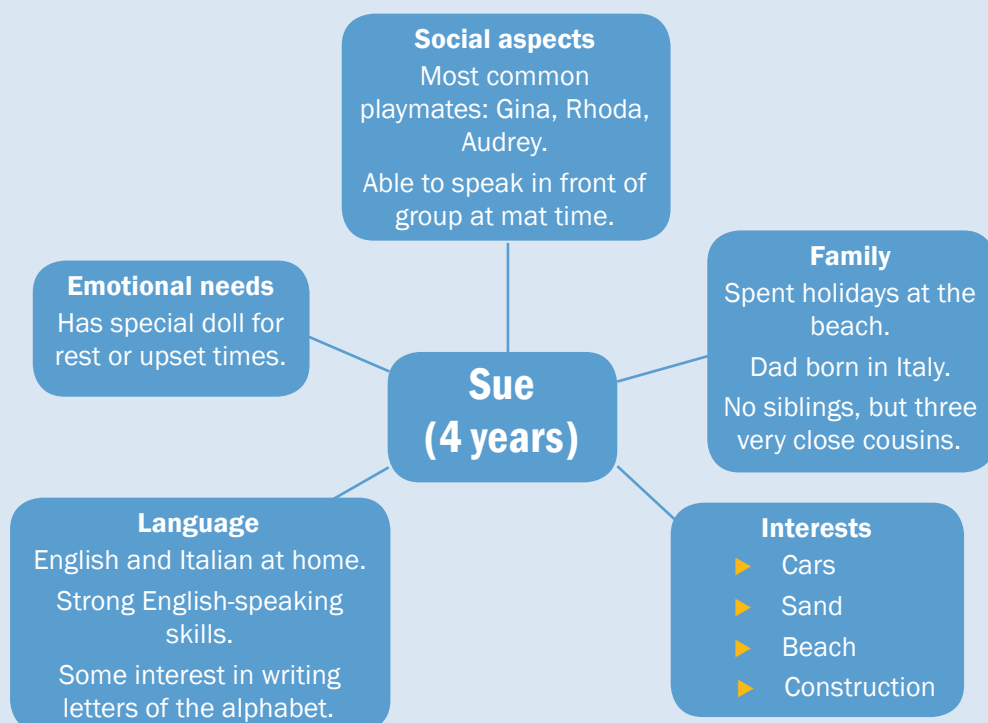 Social aspects
Most common
playmates: Gina, Rhoda,
Audrey.
Able to speak in front of
group at mat time.
Emotional needs
Has special doll for
rest or upset times.
Family
Spent holidays at the
beach.
Dad born in Italy.
No siblings, but three
very close cousins.
Sue
(4 years)
Language
English and Italian at home.
Strong English-speaking
skills.
Some interest in writing
letters of the alphabet.
Interests
Cars
Sand
Beach
Construction